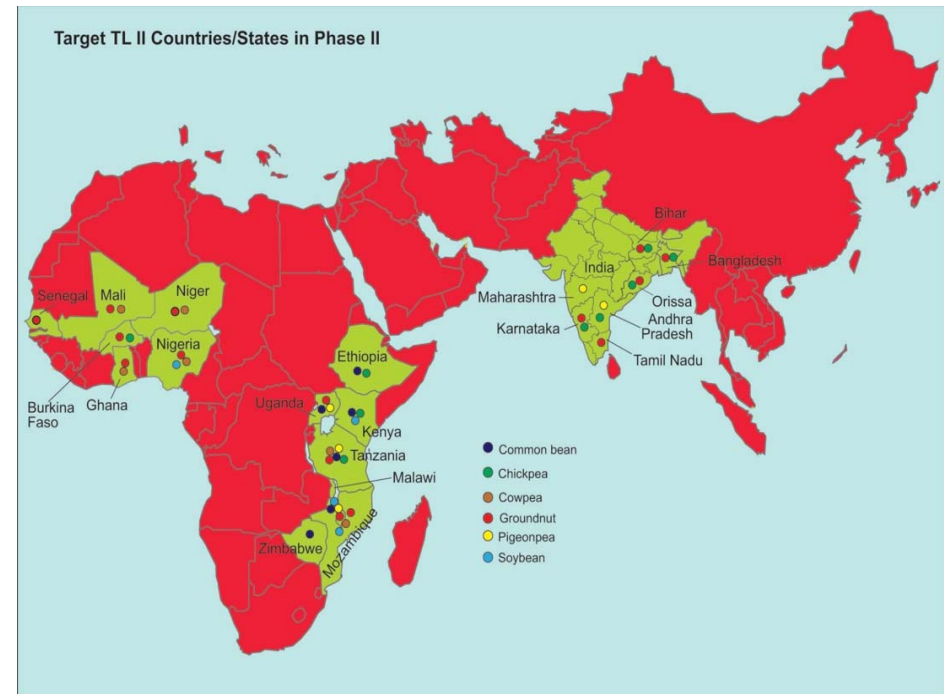 Target TL II Countries/States in Phase II
Bihar
India
Bangladesh
Senegal
Mali
Niger
Maharashtra
Orissa
Karnataka
Andhra
Pradesh
Nigeria
Ethiopia
Tamil Nadu
Burkina
Faso
Ghana
Uganda
Kenya
Tanzania
Malawi
Zimbabwe
Mozambique
Common bean
Chickpea
Cowpea
Groundnut
Pigeonpea
Soybean